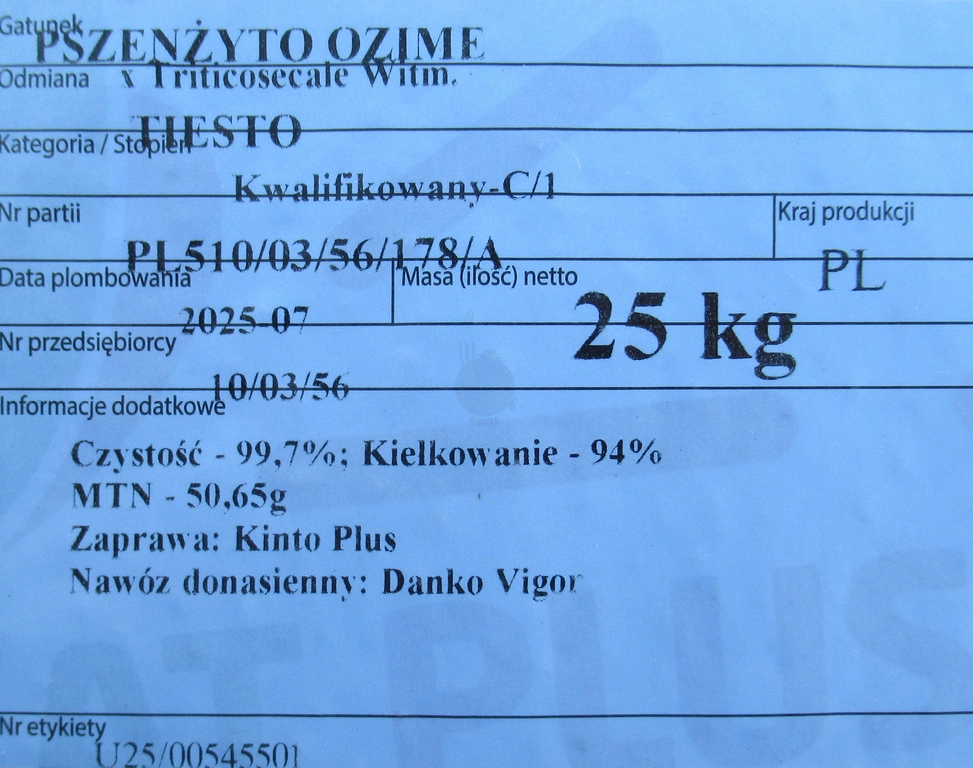 Gatunek
PSZENŻYTO OZIME
Odmiana x Triticosecale Witm.
TIESTO
Kategoria / Stopień
Kwalifikowany-C/1
Nr partii Kraj produkcji
PL510/03/56/178/A PL
Data plombowania Masa (ilość) netto
2025-07 25 kg
Nr przedsiębiorcy
10/03/56
Informacje dodatkowe
Czystość - 99,7%; Kiełkowanie - 94%
MTN - 50,65g
Zaprawa: Kinto Plus
Nawóz donasienny: Danko Vigor
AT PLUS
Nr etykiety
U25/00545501